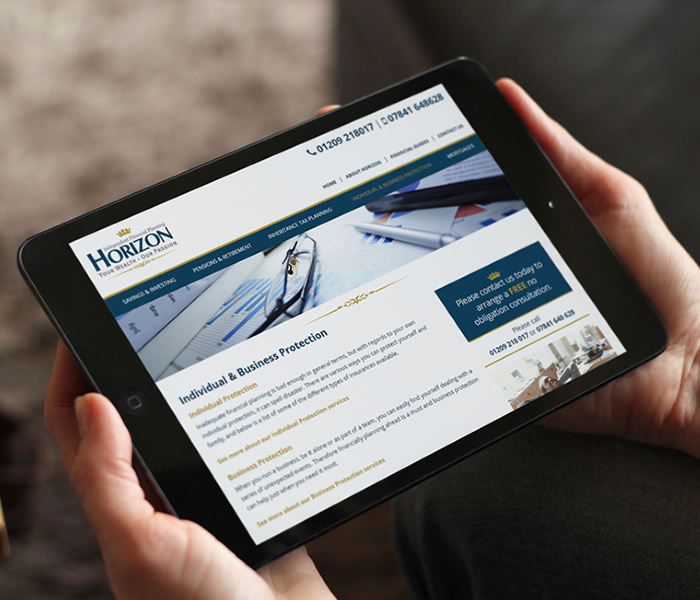 01209 218017 | 07841 648628
HOME | ABOUT HORIZON | FINANCIAL GUIDES | CONTACT US
Independent Financial Planning
HORIZON
YOUR WEALTH - OUR PASSION
SAVINGS & INVESTING PENSIONS & RETIREMENT INHERITANCE TAX PLANNING INDIVIDUAL & BUSINESS PROTECTION MORTGAGES
Individual & Business Protection
Individual Protection
Inadequate financial planning is bad enough in general terms, but with regards to your own
individual protection, it can spell disaster. There are various ways you can protect yourself and
family, and below is a list of some of the different types of insurances available.
See more about our Individual Protection services
Business Protection
When you run a business, be it alone or as part of a team, you can easily find yourself dealing with a
series of unexpected events. Therefore financially planning ahead is a must and business protection
can help just when you need it most.
See more about our Business Protection services
Please contact us today to
arrange a FREE no
obligation consultation.
Please call
01209 218 017 or 07841 648 628